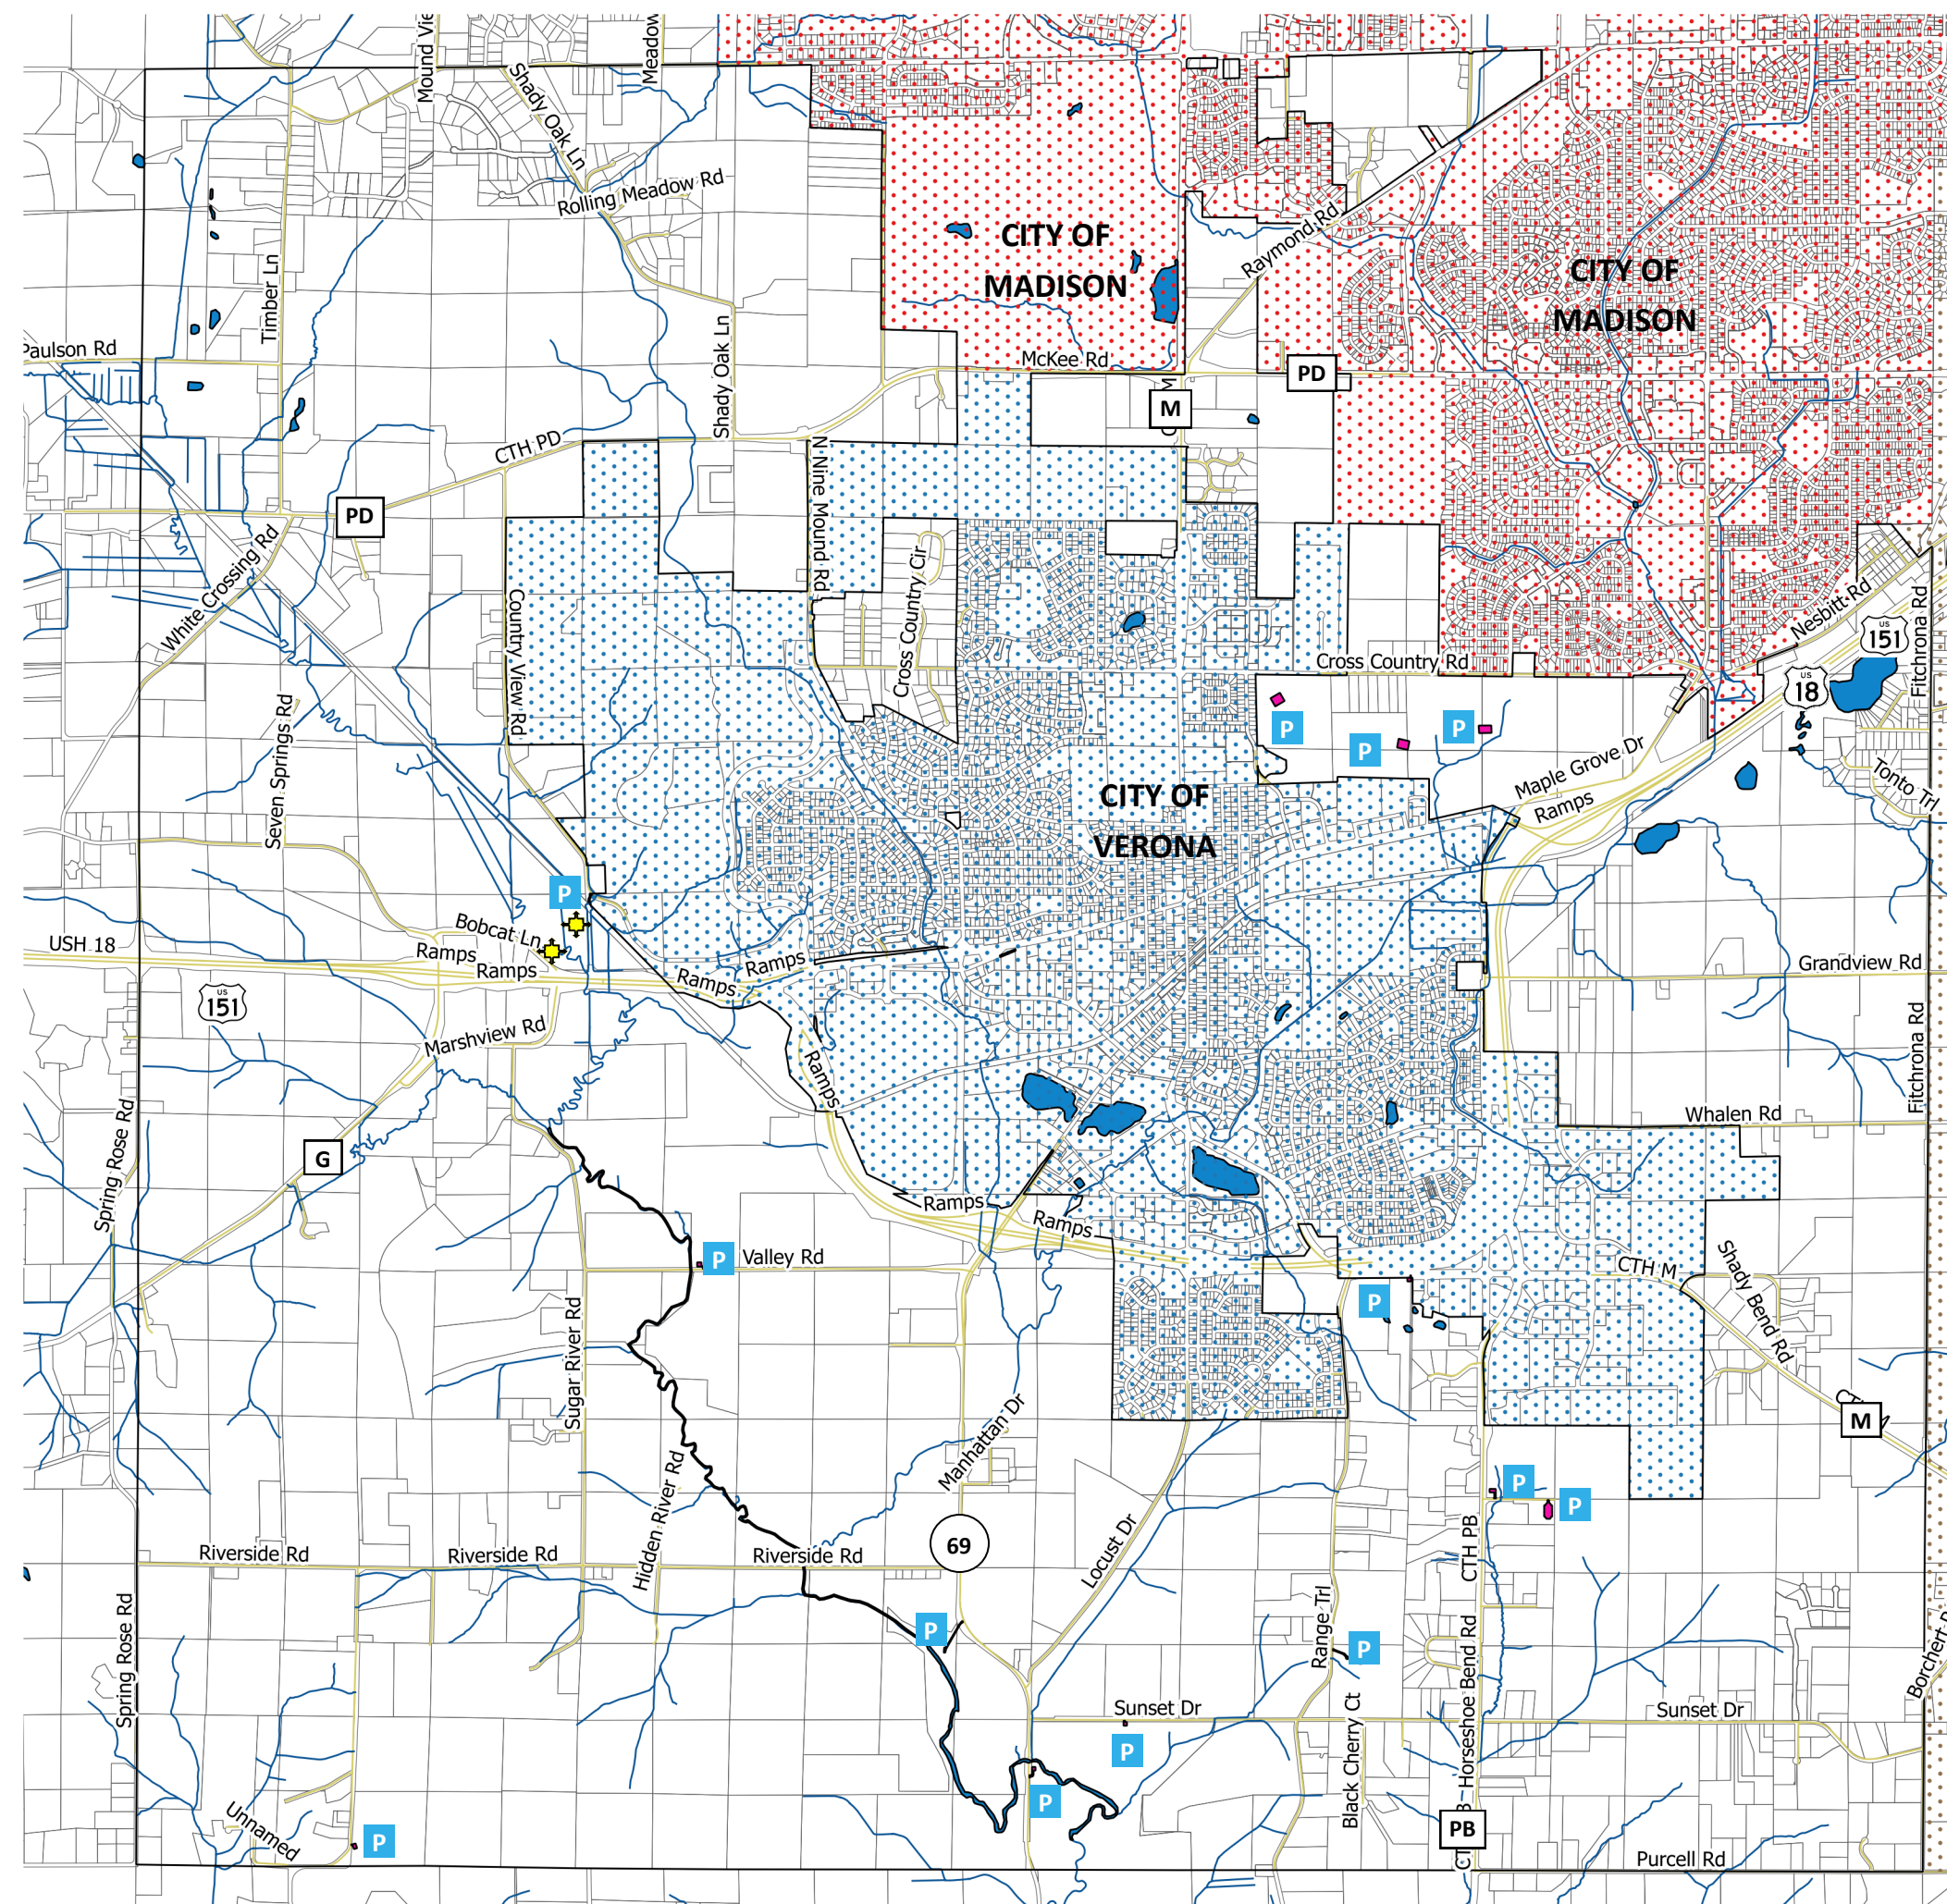 Mound Vie
Meadow
Shady Oak Ln
Rolling Meadow Rd
CITY OF
MADISON
Raymond Rd
CITY OF
MADISON
Timber Ln
Paulson Rd
Shady Oak Ln
McKee Rd
PD
M
CTH PD
N Nine Mound Rd
PD
White Crossing Rd
Cross Country Cir
Country View Rd
Nesbitt Rd
US
151
Fitchrona Rd
Cross Country Rd
US
18
P
P
P
Seven Springs Rd
Maple Grove Dr
Ramps
Tonto Trl
CITY OF
VERONA
P
Bobcat Ln
USH 18
Ramps
Ramps
Ramps
Ramps
Grandview Rd
US
151
Marshview Rd
Ramps
Fitchrona Rd
Whalen Rd
Spring Rose Rd
G
Ramps
Ramps
P
Valley Rd
CTH M
Shady Bend Rd
P
Sugar River Rd
Manhattan Dr
M
Hidden River Rd
P
P
CTH PB
Locust Dr
69
Riverside Rd
Riverside Rd
Riverside Rd
Spring Rose Rd
P
Range Trl
P
Horseshoe Bend Rd
Sunset Dr
Sunset Dr
P
Black Cherry Ct
P
Unnamed
P
PB
Purcell Rd